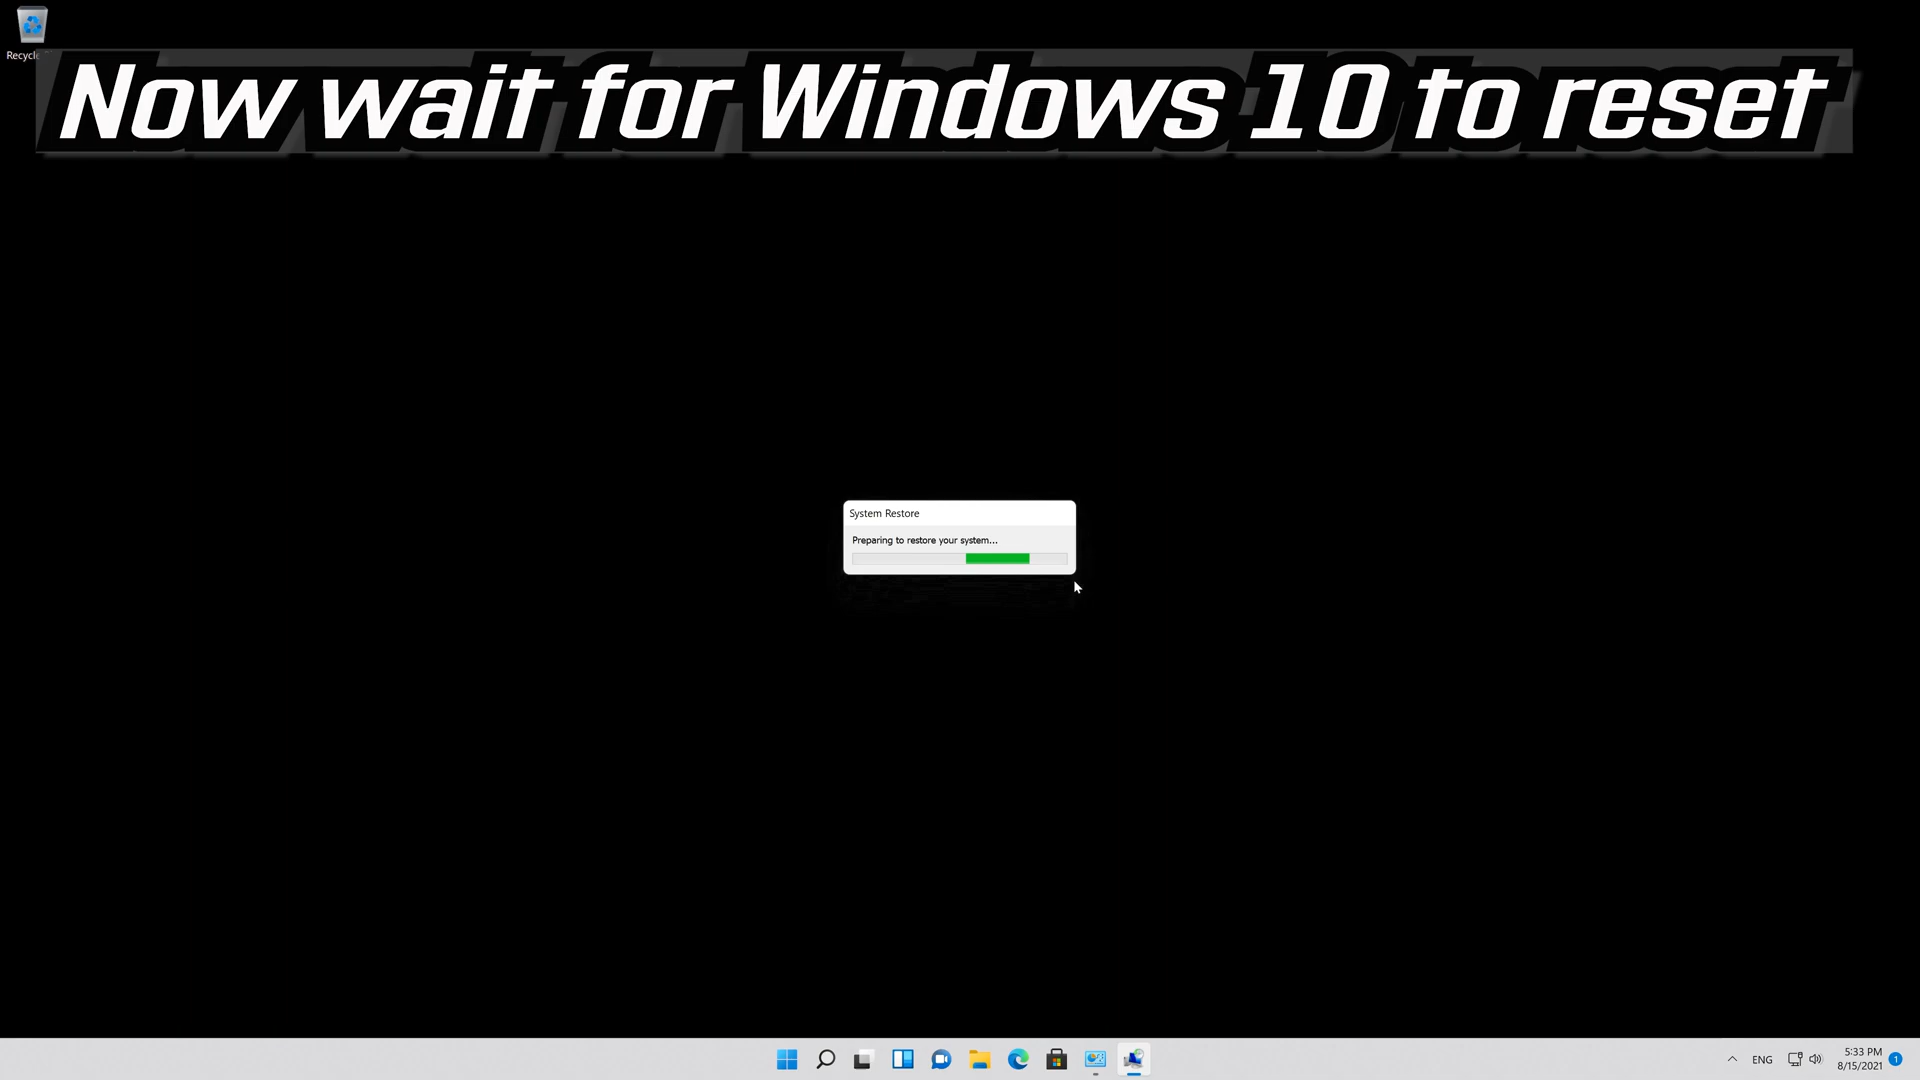 Now wait for Windows 10 to reset
System Restore
Preparing to restore your system...
ENG
5:33 PM
8/15/2021
1